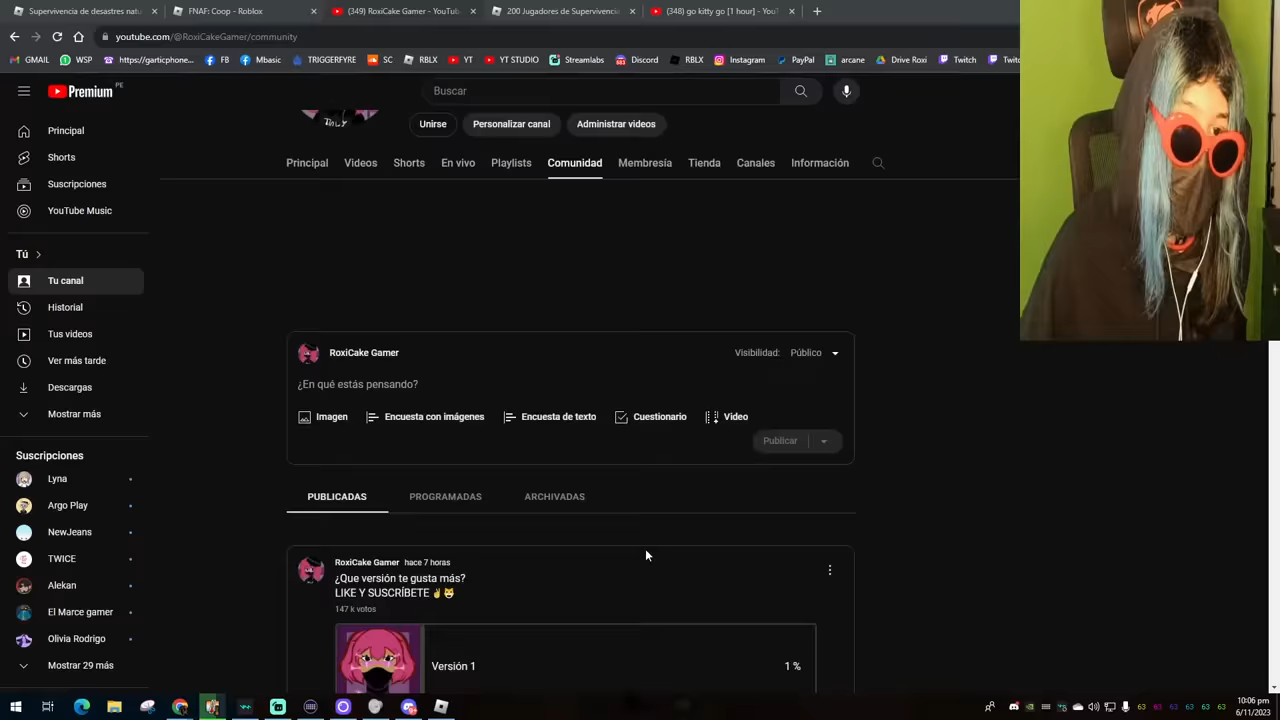 Supervivencia de desastres natu
FNAF: Coop - Roblox
(349) RoxiCake Gamer - YouTub
200 Jugadores de Supervivencia
(348) go kitty go [1 hour] - YouT
youtube.com/@RoxiCakeGamer/community
GMAIL
WSP
https://garticphone...
FB
Mbasic
TRIGGERFYRE
SC
RBLX
YT
YT STUDIO
Streamlabs
Discord
RBLX
Instagram
PayPal
arcane
Drive Roxi
Twitch
Premium PE
Buscar
Unirse
Personalizar canal
Administrar videos
Principal
Videos
Shorts
En vivo
Playlists
Comunidad
Membresía
Tienda
Canales
Información
Principal
Shorts
Suscripciones
YouTube Music
Tú
Tu canal
Historial
Tus videos
Ver más tarde
Descargas
Mostrar más
Suscripciones
Lyna
Argo Play
NewJeans
TWICE
Alekan
El Marce gamer
Olivia Rodrigo
Mostrar 29 más
RoxiCake Gamer
Visibilidad: Público
¿En qué estás pensando?
Imagen
Encuesta con imágenes
Encuesta de texto
Cuestionario
Video
Publicar
PUBLICADAS
PROGRAMADAS
ARCHIVADAS
RoxiCake Gamer hace 7 horas
¿Que versión te gusta más?
LIKE Y SUSCRÍBETE ✌😺
147 k votos
Versión 1
1 %
63 63 63 63 63 63
10:06 pm
6/11/2023